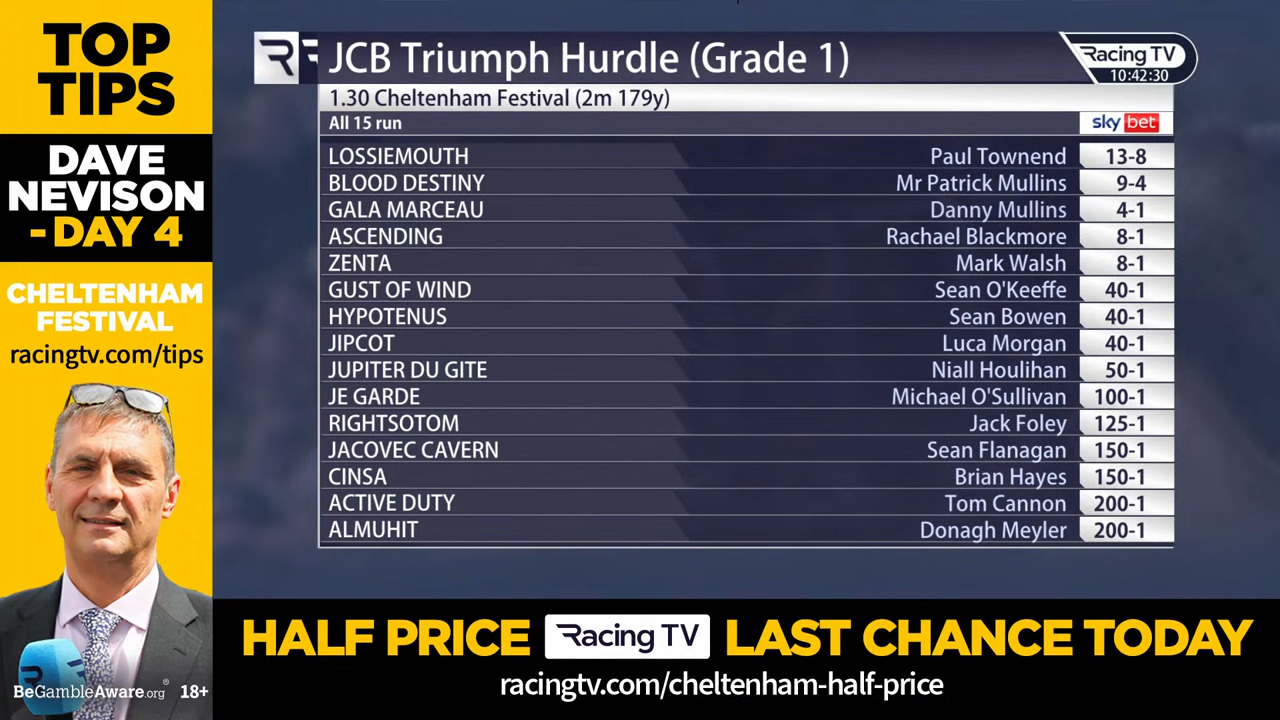 TOP
TIPS
DAVE
NEVISON
- DAY 4
CHELTENHAM
FESTIVAL
racingtv.com/tips
BeGambleAware.org® 18+
JCB Triumph Hurdle (Grade 1)
Racing TV
10:42:30
1.30 Cheltenham Festival (2m 179y)
All 15 run
sky bet
LOSSIEMOUTH Paul Townend 13-8
BLOOD DESTINY Mr Patrick Mullins 9-4
GALA MARCEAU Danny Mullins 4-1
ASCENDING Rachael Blackmore 8-1
ZENTA Mark Walsh 8-1
GUST OF WIND Sean O'Keeffe 40-1
HYPOTENUS Sean Bowen 40-1
JIPCOT Luca Morgan 40-1
JUPITER DU GITE Niall Houlihan 50-1
JE GARDE Michael O'Sullivan 100-1
RIGHTSOTOM Jack Foley 125-1
JACOVEC CAVERN Sean Flanagan 150-1
CINSA Brian Hayes 150-1
ACTIVE DUTY Tom Cannon 200-1
ALMUHIT Donagh Meyler 200-1
HALF PRICE Racing TV LAST CHANCE TODAY
racingtv.com/cheltenham-half-price